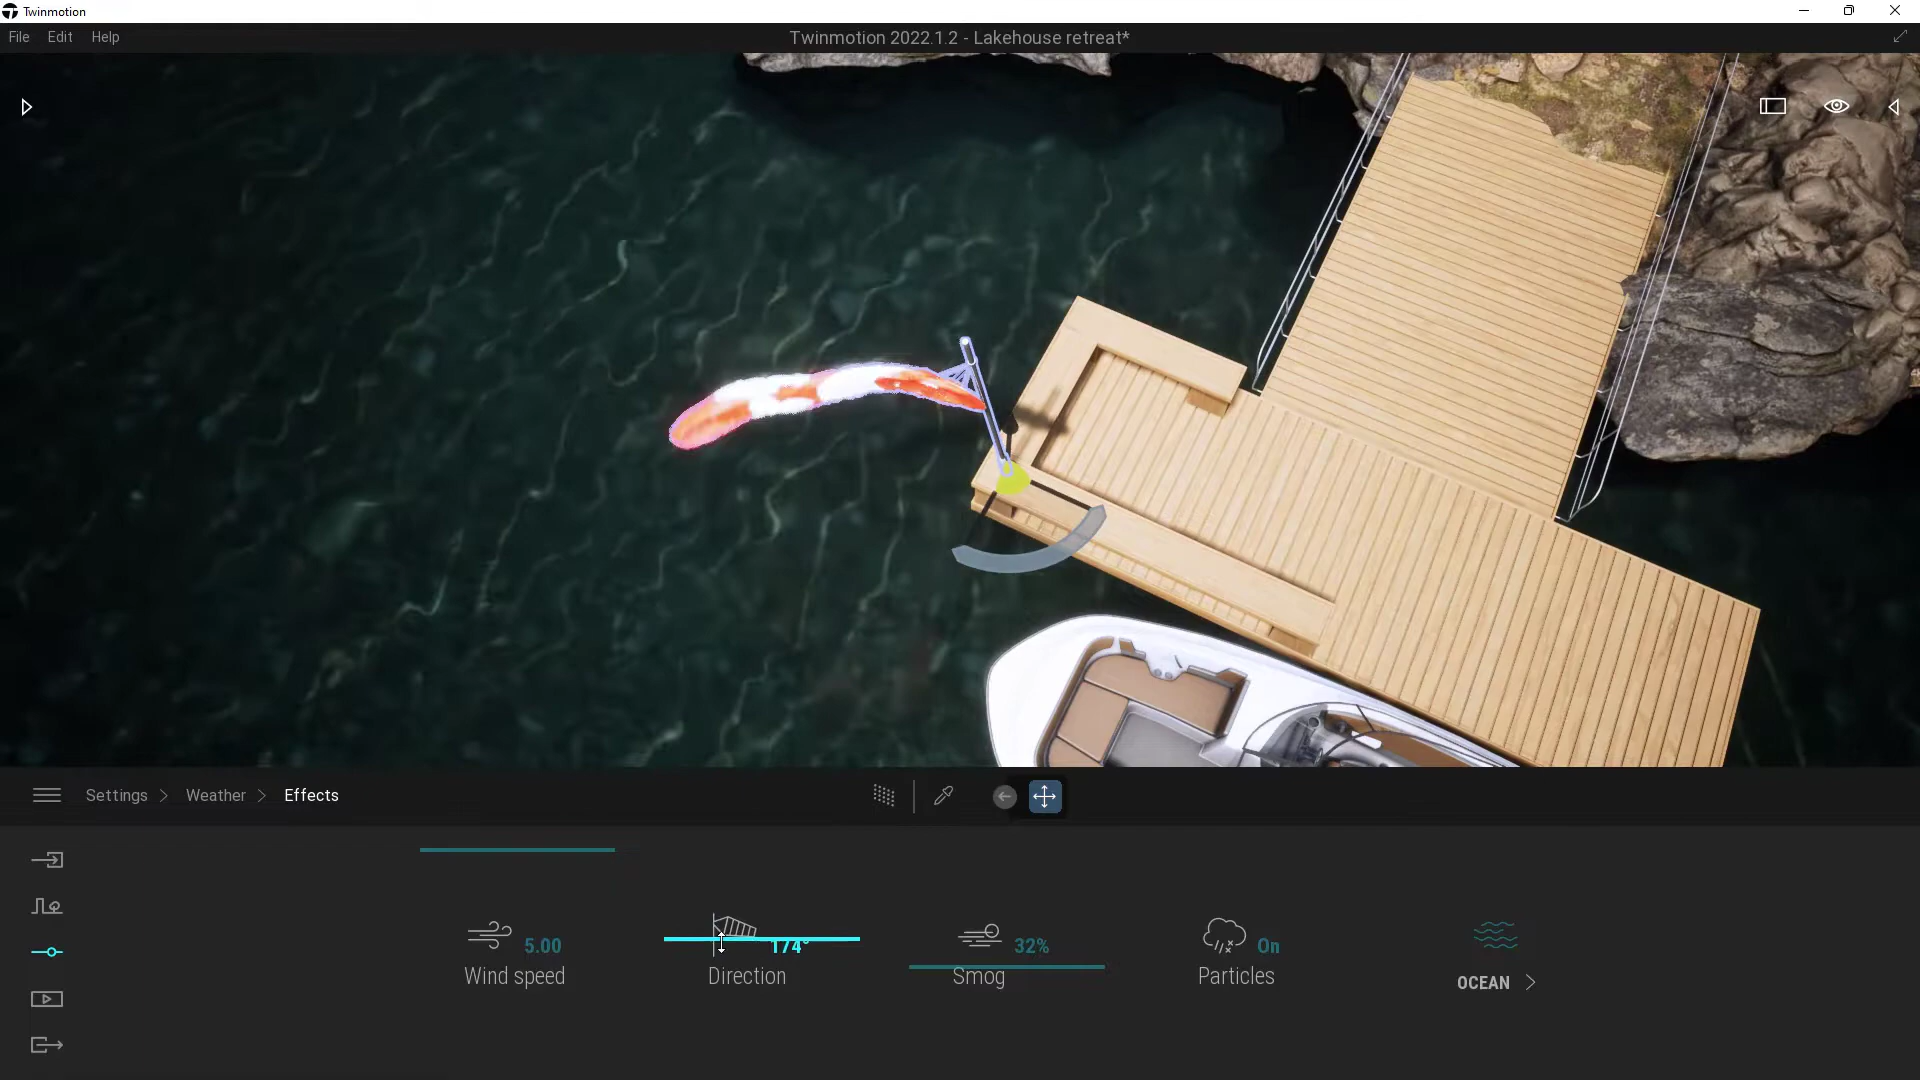 Twinmotion
File Edit Help
Twinmotion 2022.1.2 - Lakehouse retreat*
Settings > Weather > Effects
5.00
174°
32%
On
Wind speed
Direction
Smog
Particles
OCEAN >